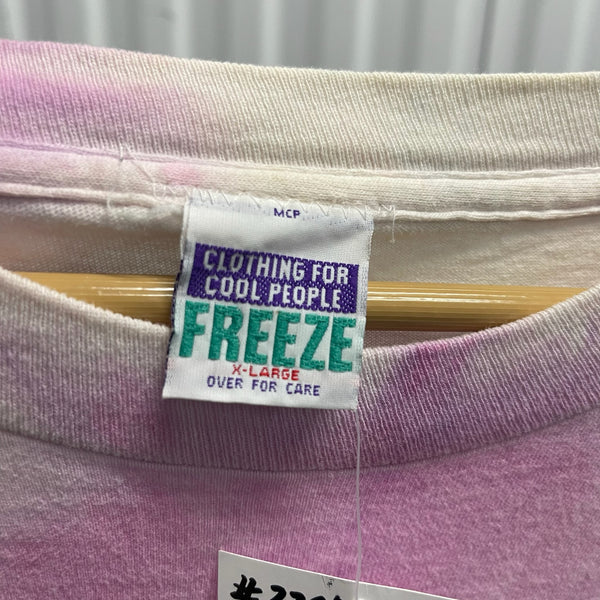 MCP
CLOTHING FOR
COOL PEOPLE
FREEZE
X-LARGE
OVER FOR CARE